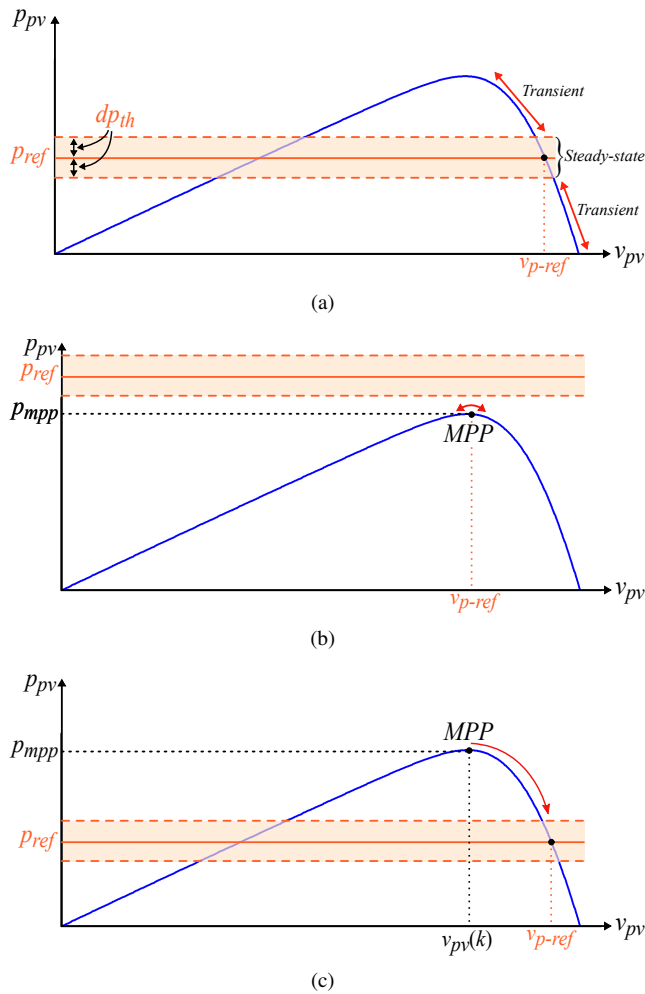 p_pv
dp_th
Transient
p_ref
Steady-state
Transient
v_p-ref
v_pv
(a)
p_pv
p_ref
p_mpp
MPP
v_p-ref
v_pv
(b)
p_pv
MPP
p_mpp
p_ref
v_pv(k)
v_p-ref
v_pv
(c)